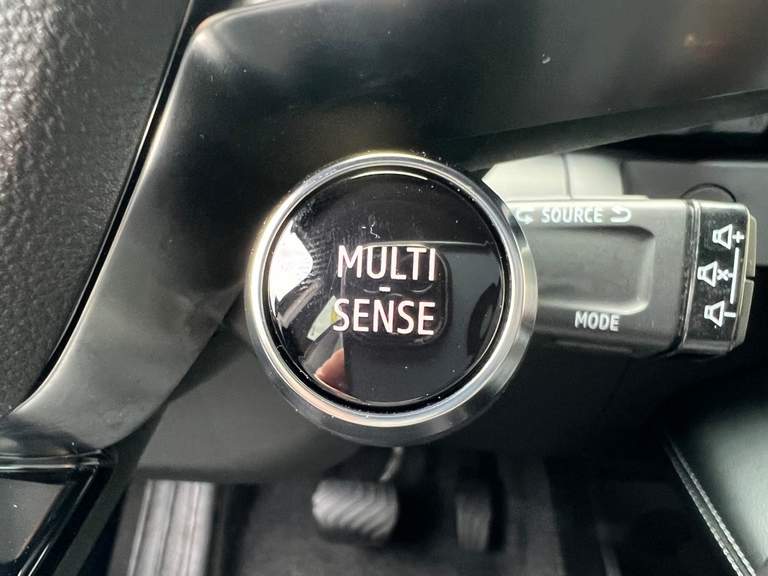 MULTI
-
SENSE
SOURCE
MODE